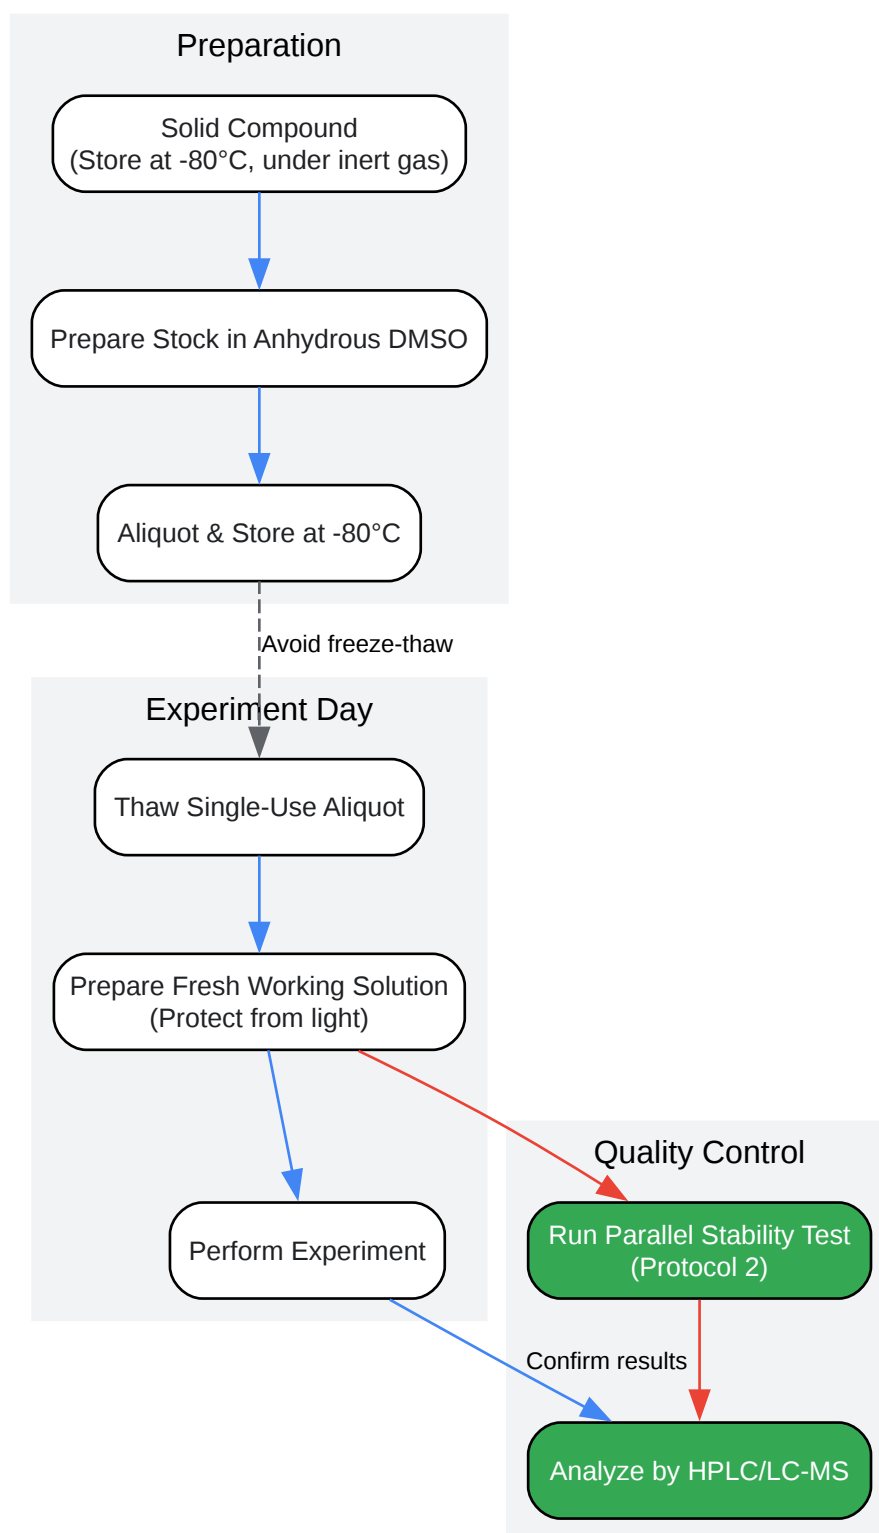 Preparation
Solid Compound
(Store at -80°C, under inert gas)
Prepare Stock in Anhydrous DMSO
Aliquot & Store at -80°C
Avoid freeze-thaw
Experiment Day
Thaw Single-Use Aliquot
Prepare Fresh Working Solution
(Protect from light)
Quality Control
Perform Experiment
Run Parallel Stability Test
(Protocol 2)
Confirm results
Analyze by HPLC/LC-MS